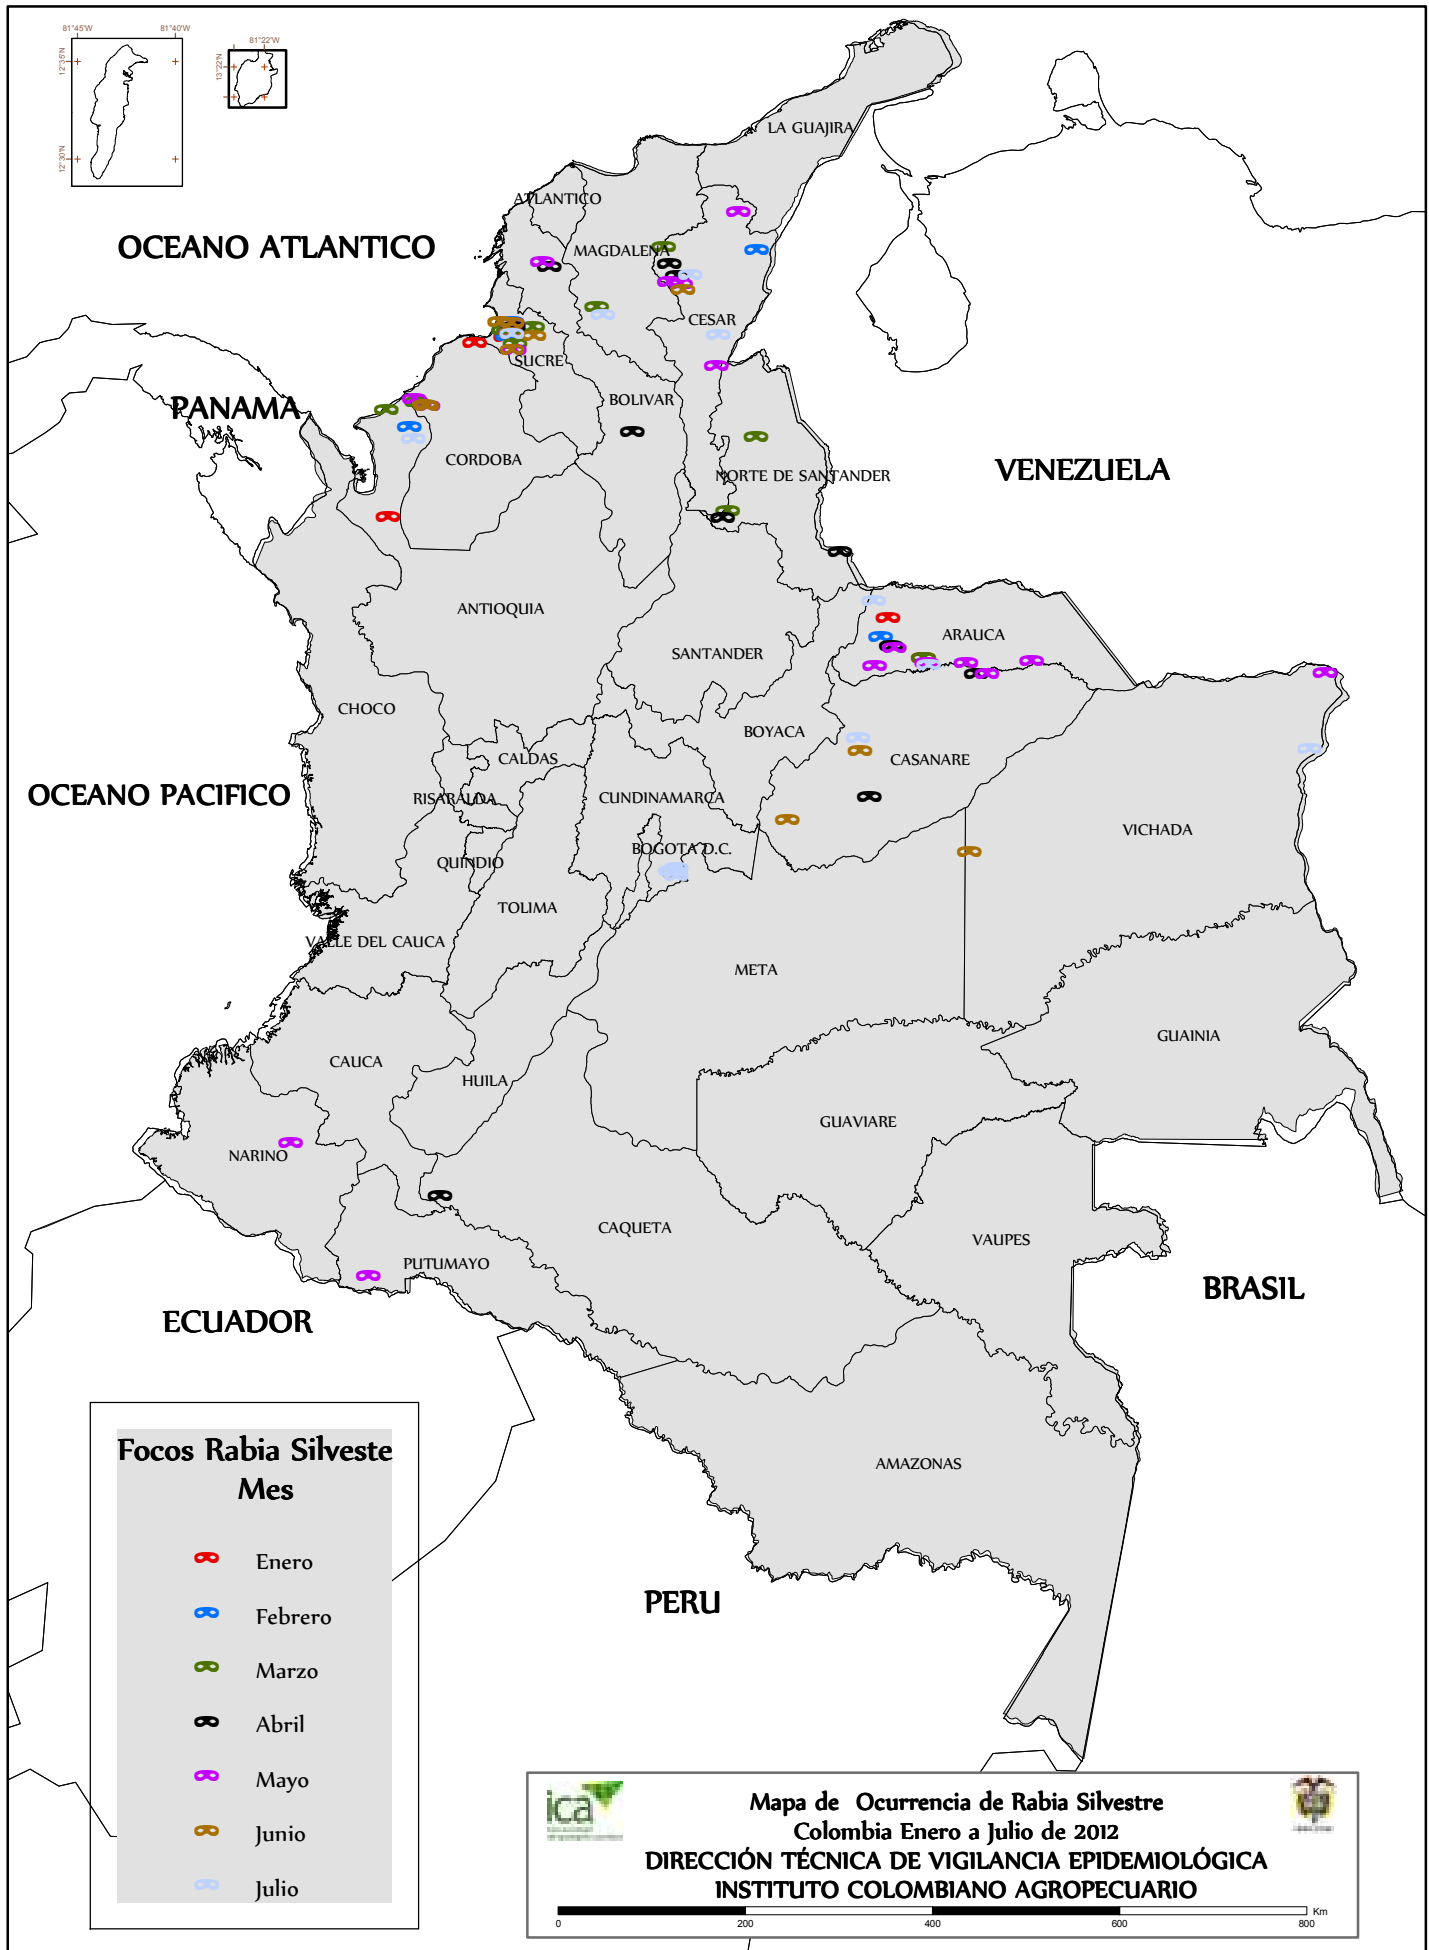 81°45'W
81°40'W
81°22'W
12°35'N
13°22'N
12°30'N
LA GUAJIRA
ATLANTICO
OCEANO ATLANTICO
MAGDALENA
CESAR
SUCRE
BOLIVAR
PANAMA
CORDOBA
NORTE DE SANTANDER
VENEZUELA
ANTIOQUIA
ARAUCA
SANTANDER
CHOCO
BOYACA
CALDAS
CASANARE
OCEANO PACIFICO
RISARALDA
CUNDINAMARCA
VICHADA
BOGOTA D.C.
QUINDIO
TOLIMA
VALLE DEL CAUCA
META
GUAINIA
CAUCA
HUILA
GUAVIARE
NARINO
CAQUETA
VAUPES
PUTUMAYO
BRASIL
ECUADOR
AMAZONAS
PERU
Focos Rabia Silveste
Mes
Enero
Febrero
Marzo
Abril
Mayo
Junio
Julio
ica
Mapa de Ocurrencia de Rabia Silvestre
Colombia Enero a Julio de 2012
DIRECCIÓN TÉCNICA DE VIGILANCIA EPIDEMIOLÓGICA
INSTITUTO COLOMBIANO AGROPECUARIO
Km
0 200 400 600 800